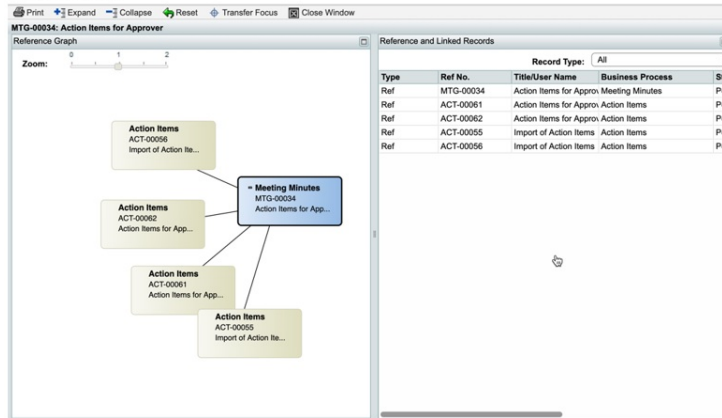 Print Expand Collapse Reset Transfer Focus Close Window
MTG-00034: Action Items for Approver
Reference Graph
Zoom:
0 1 2
Action Items
ACT-00056
Import of Action Ite...
Meeting Minutes
MTG-00034
Action Items for App...
Action Items
ACT-00062
Action Items for App...
Action Items
ACT-00061
Action Items for App...
Action Items
ACT-00055
Import of Action Ite...
Reference and Linked Records
Record Type: All
Type Ref No. Title/User Name Business Process
Ref MTG-00034 Action Items for Meeting Minutes
Ref ACT-00061 Action Items for Action Items
Ref ACT-00062 Action Items for Action Items
Ref ACT-00055 Import of Action Items Action Items
Ref ACT-00056 Import of Action Items Action Items